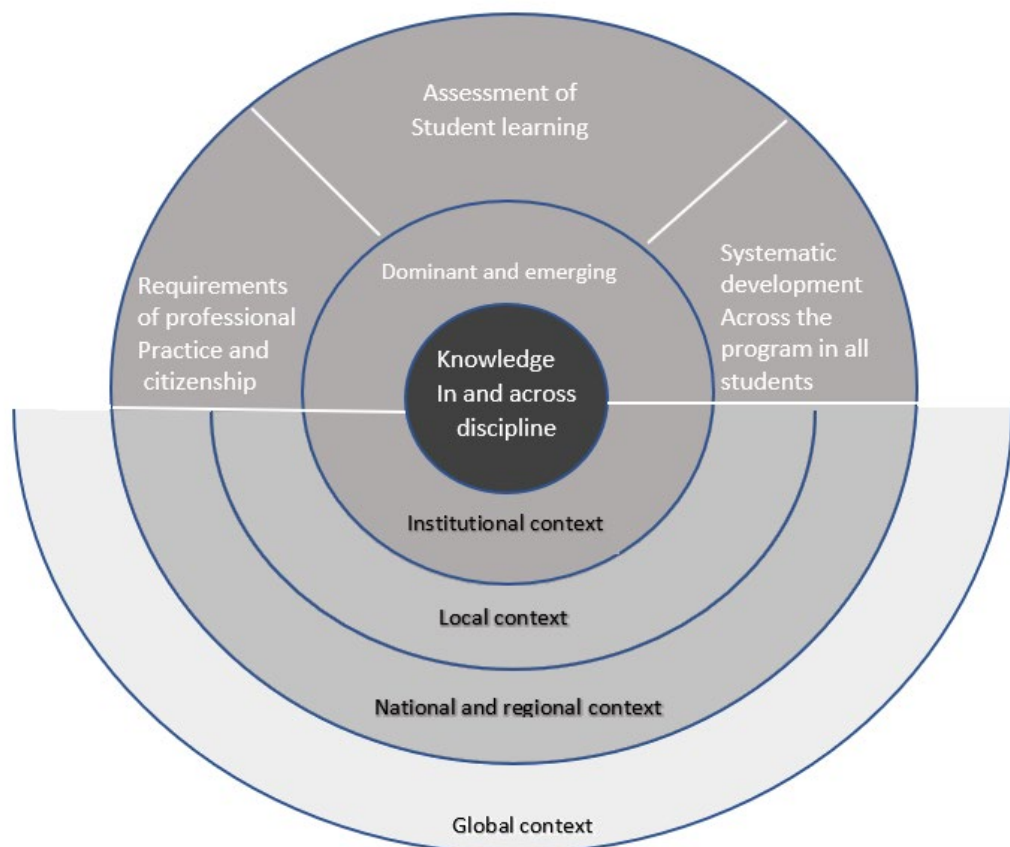 Assessment of
Student learning
Dominant and emerging
Requirements
of professional
Practice and
citizenship
Systematic
development
Across the
program in all
students
Knowledge
In and across
discipline
Institutional context
Local context
National and regional context
Global context